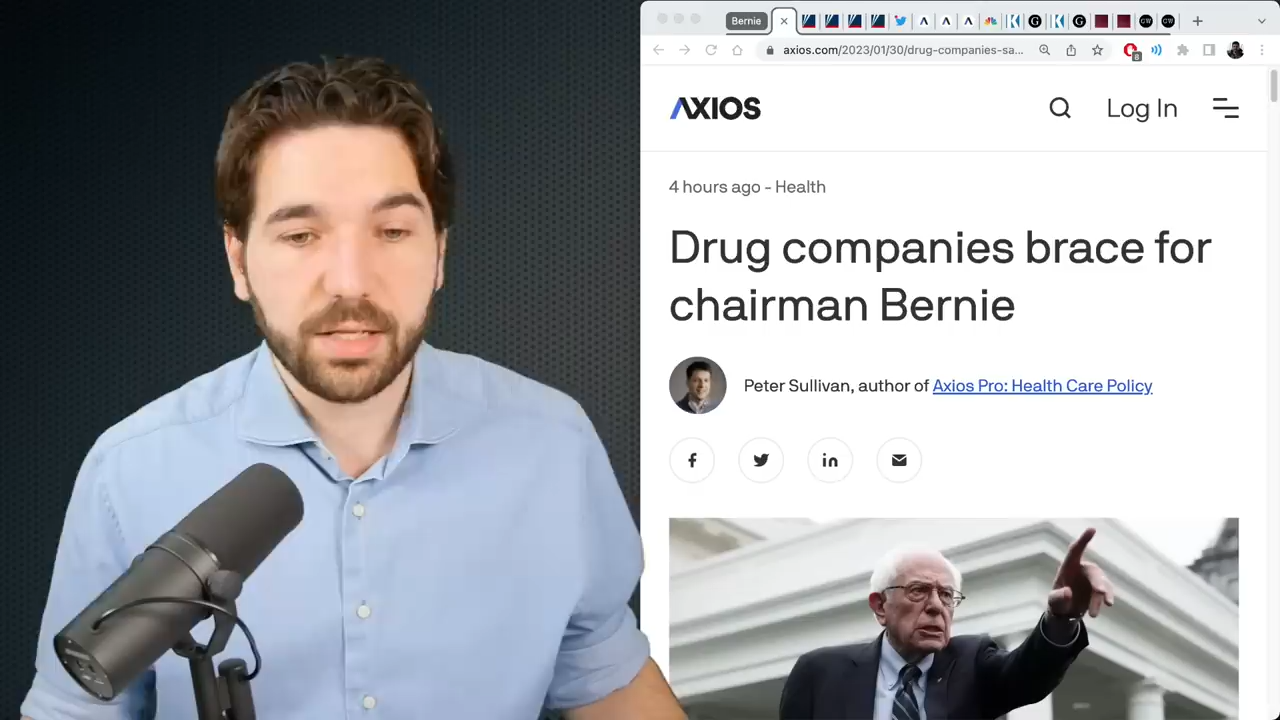 Bernie
axios.com/2023/01/30/drug-companies-sa...
8
AXIOS
Log In
4 hours ago - Health
Drug companies brace for
chairman Bernie
Peter Sullivan, author of Axios Pro: Health Care Policy